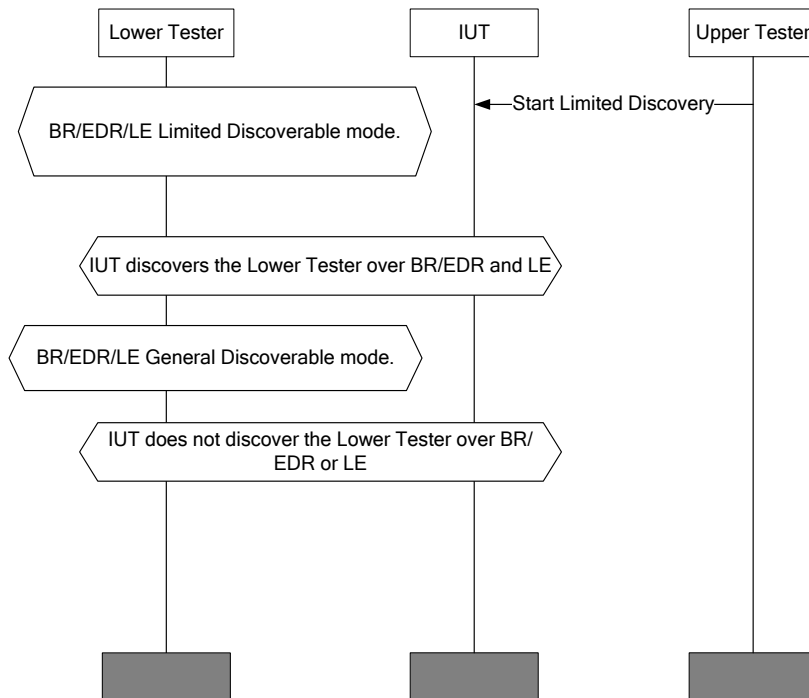 Lower Tester
IUT
Upper Tester
Start Limited Discovery
BR/EDR/LE Limited Discoverable mode.
IUT discovers the Lower Tester over BR/EDR and LE
BR/EDR/LE General Discoverable mode.
IUT does not discover the Lower Tester over BR/
EDR or LE